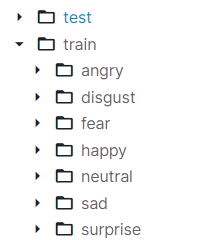 test
train
angry
disgust
fear
happy
neutral
sad
surprise